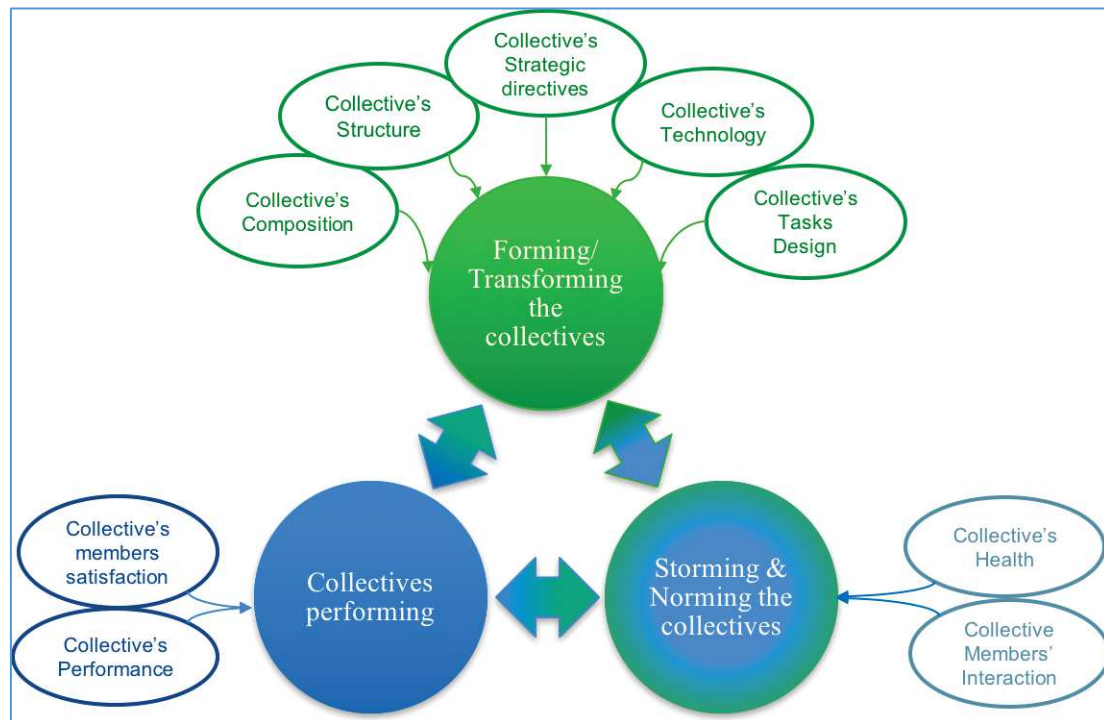 Collective’s
Strategic
directives
Collective’s
Structure
Collective’s
Technology
Collective’s
Composition
Collective’s
Tasks
Design
Forming/
Transforming
the
collectives
Collective’s
members
satisfaction
Collective’s
Performance
Collectives
performing
Storming &
Norming the
collectives
Collective’s
Health
Collective
Members’
Interaction